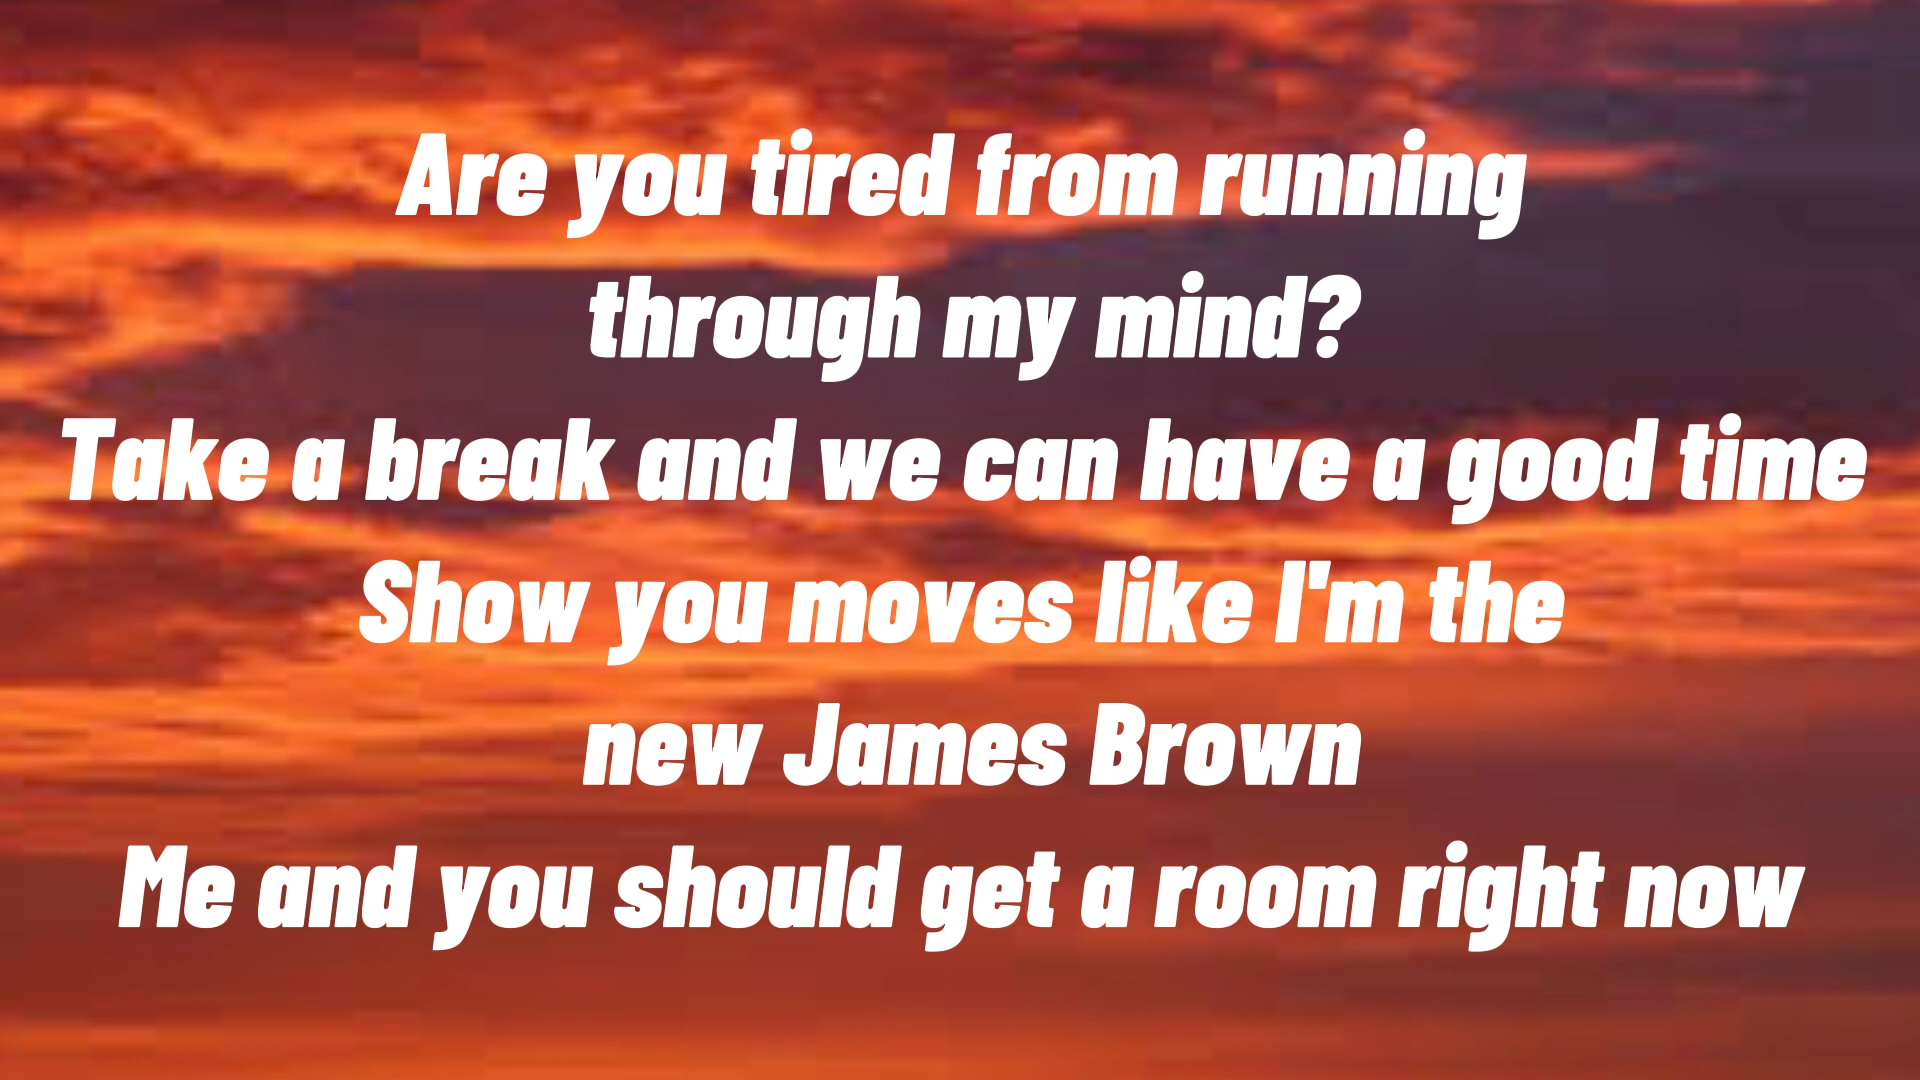 Are you tired from running
through my mind?
Take a break and we can have a good time
Show you moves like I'm the
new James Brown
Me and you should get a room right now